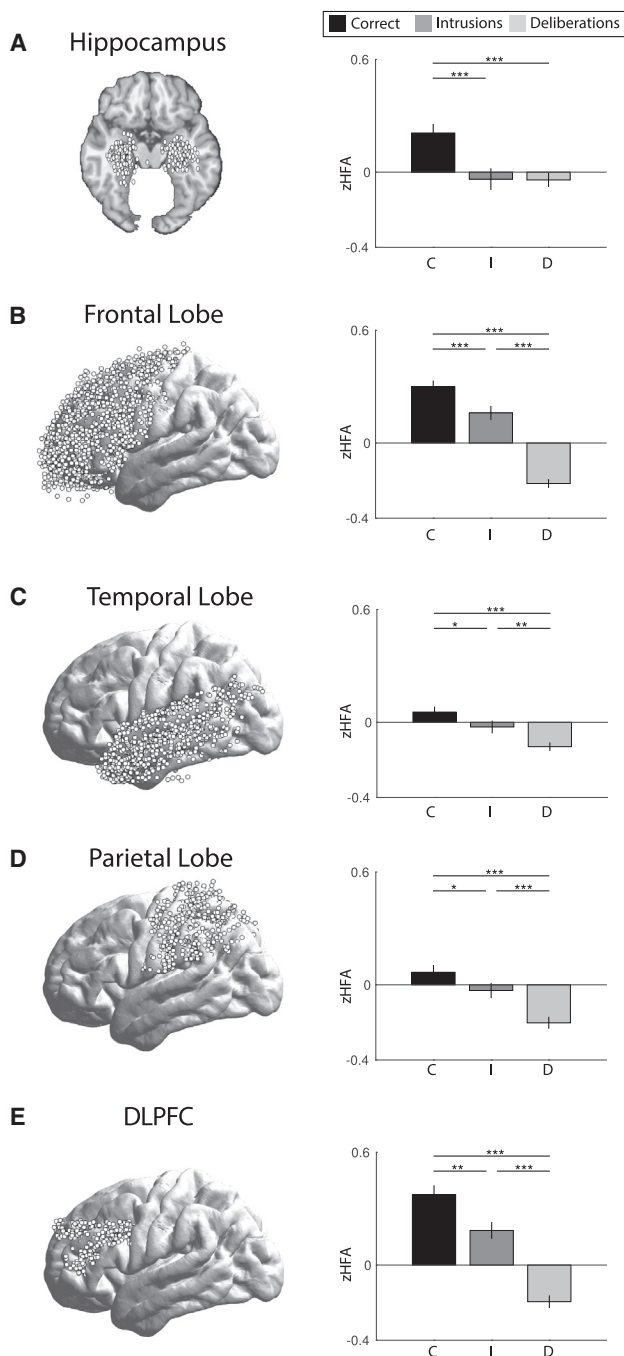 Correct Intrusions Deliberations
A Hippocampus
0.6
***
***
zHFA
0
-0.4
C I D
B Frontal Lobe
0.6
***
*** ***
zHFA
0
-0.4
C I D
C Temporal Lobe
0.6
***
* **
zHFA
0
-0.4
C I D
D Parietal Lobe
0.6
***
* ***
zHFA
0
-0.4
C I D
E DLPFC
0.6
***
** ***
zHFA
0
-0.4
C I D